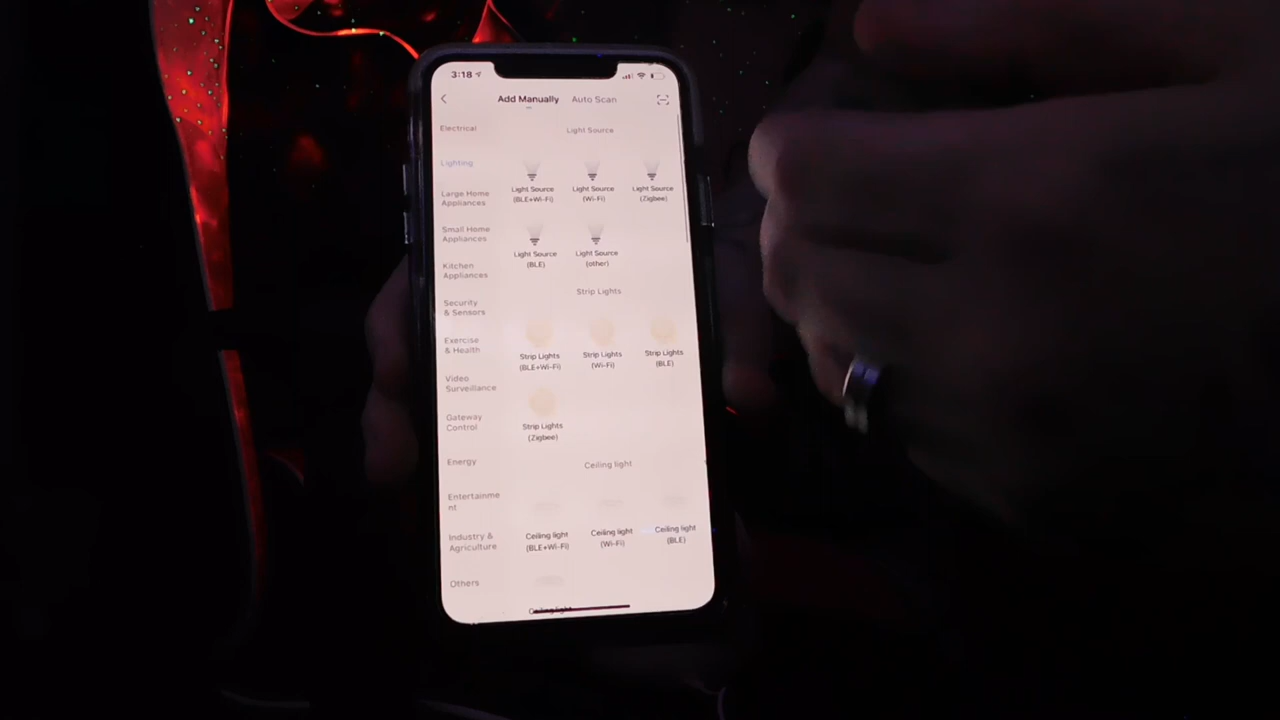 3:18
Add Manually Auto Scan
Electrical
Lighting
Large Home
Appliances
Small Home
Appliances
Kitchen
Appliances
Security
& Sensors
Exercise
& Health
Video
Surveillance
Gateway
Control
Energy
Entertainme
nt
Industry &
Agriculture
Others
Light Source
Light Source Light Source Light Source
(BLE+Wi-Fi) (Wi-Fi) (Zigbee)
Light Source Light Source
(BLE) (other)
Strip Lights
Strip Lights Strip Lights Strip Lights
(BLE+Wi-Fi) (Wi-Fi) (BLE)
Strip Lights
(Zigbee)
Ceiling light
Ceiling light Ceiling light Ceiling light
(BLE+Wi-Fi) (Wi-Fi) (BLE)
Ceiling light